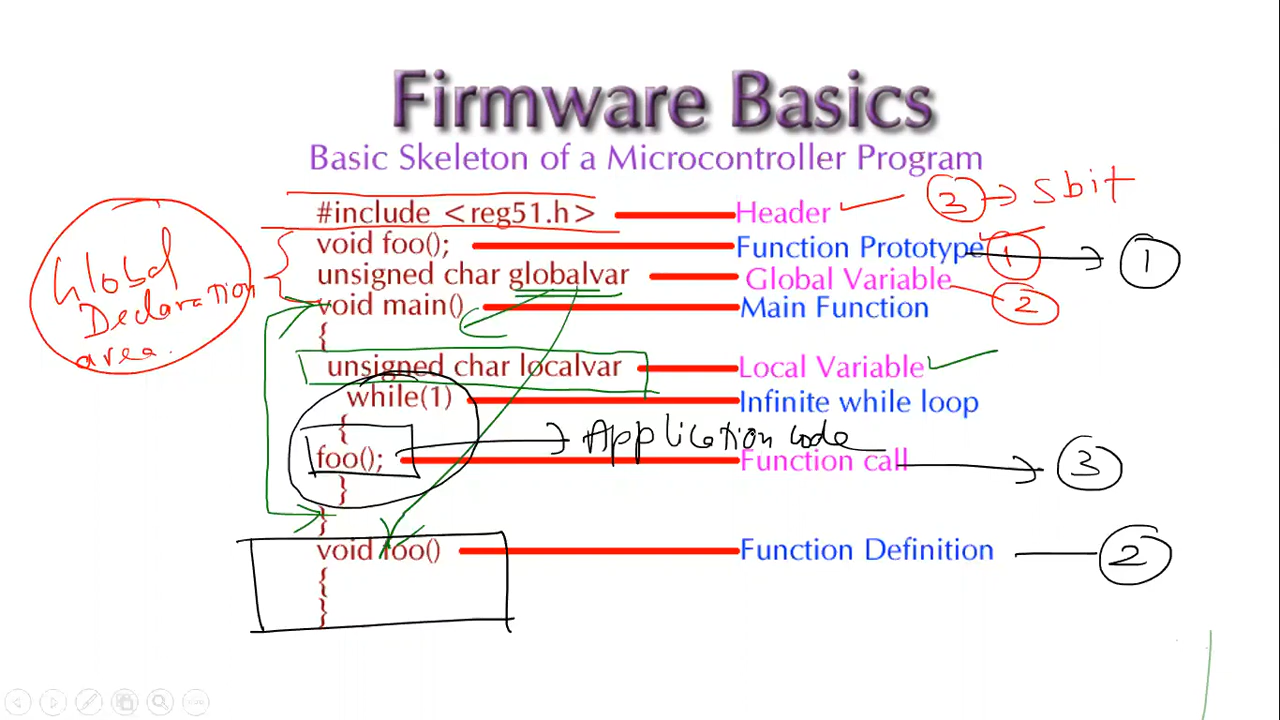 Firmware Basics
Basic Skeleton of a Microcontroller Program
#include <reg51.h> Header ③ → sbit
void foo(); Function Prototype ① → ①
unsigned char globalvar Global Variable ②
void main() Main Function
{
unsigned char localvar Local Variable
while(1) Infinite while loop
{ → Application code
foo(); Function call → ③
}
}
void foo() Function Definition ②
{
}
Global
Declaration
area.